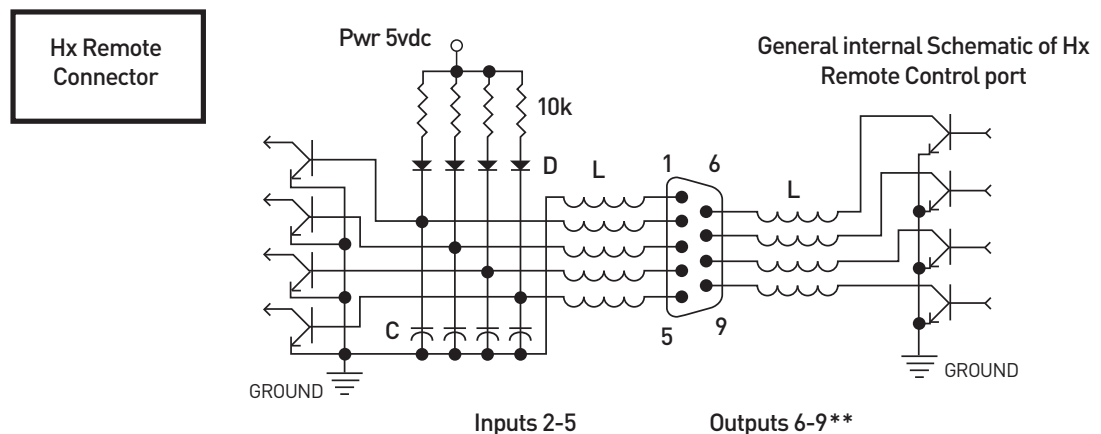 Hx Remote
Connector
Pwr 5vdc
General internal Schematic of Hx
Remote Control port
10k
D
L
1
6
L
C
5
9
GROUND
GROUND
Inputs 2-5
Outputs 6-9**